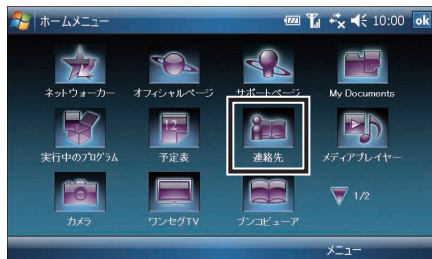 ホームメニュー 10:00 ok
ネットウォーカー オフィシャルページ サポートページ My Documents
実行中のプログラム 予定表 連絡先 メディアプレイヤー
12
カメラ ワンセグTV ブンコビューア 1/2
メニュー